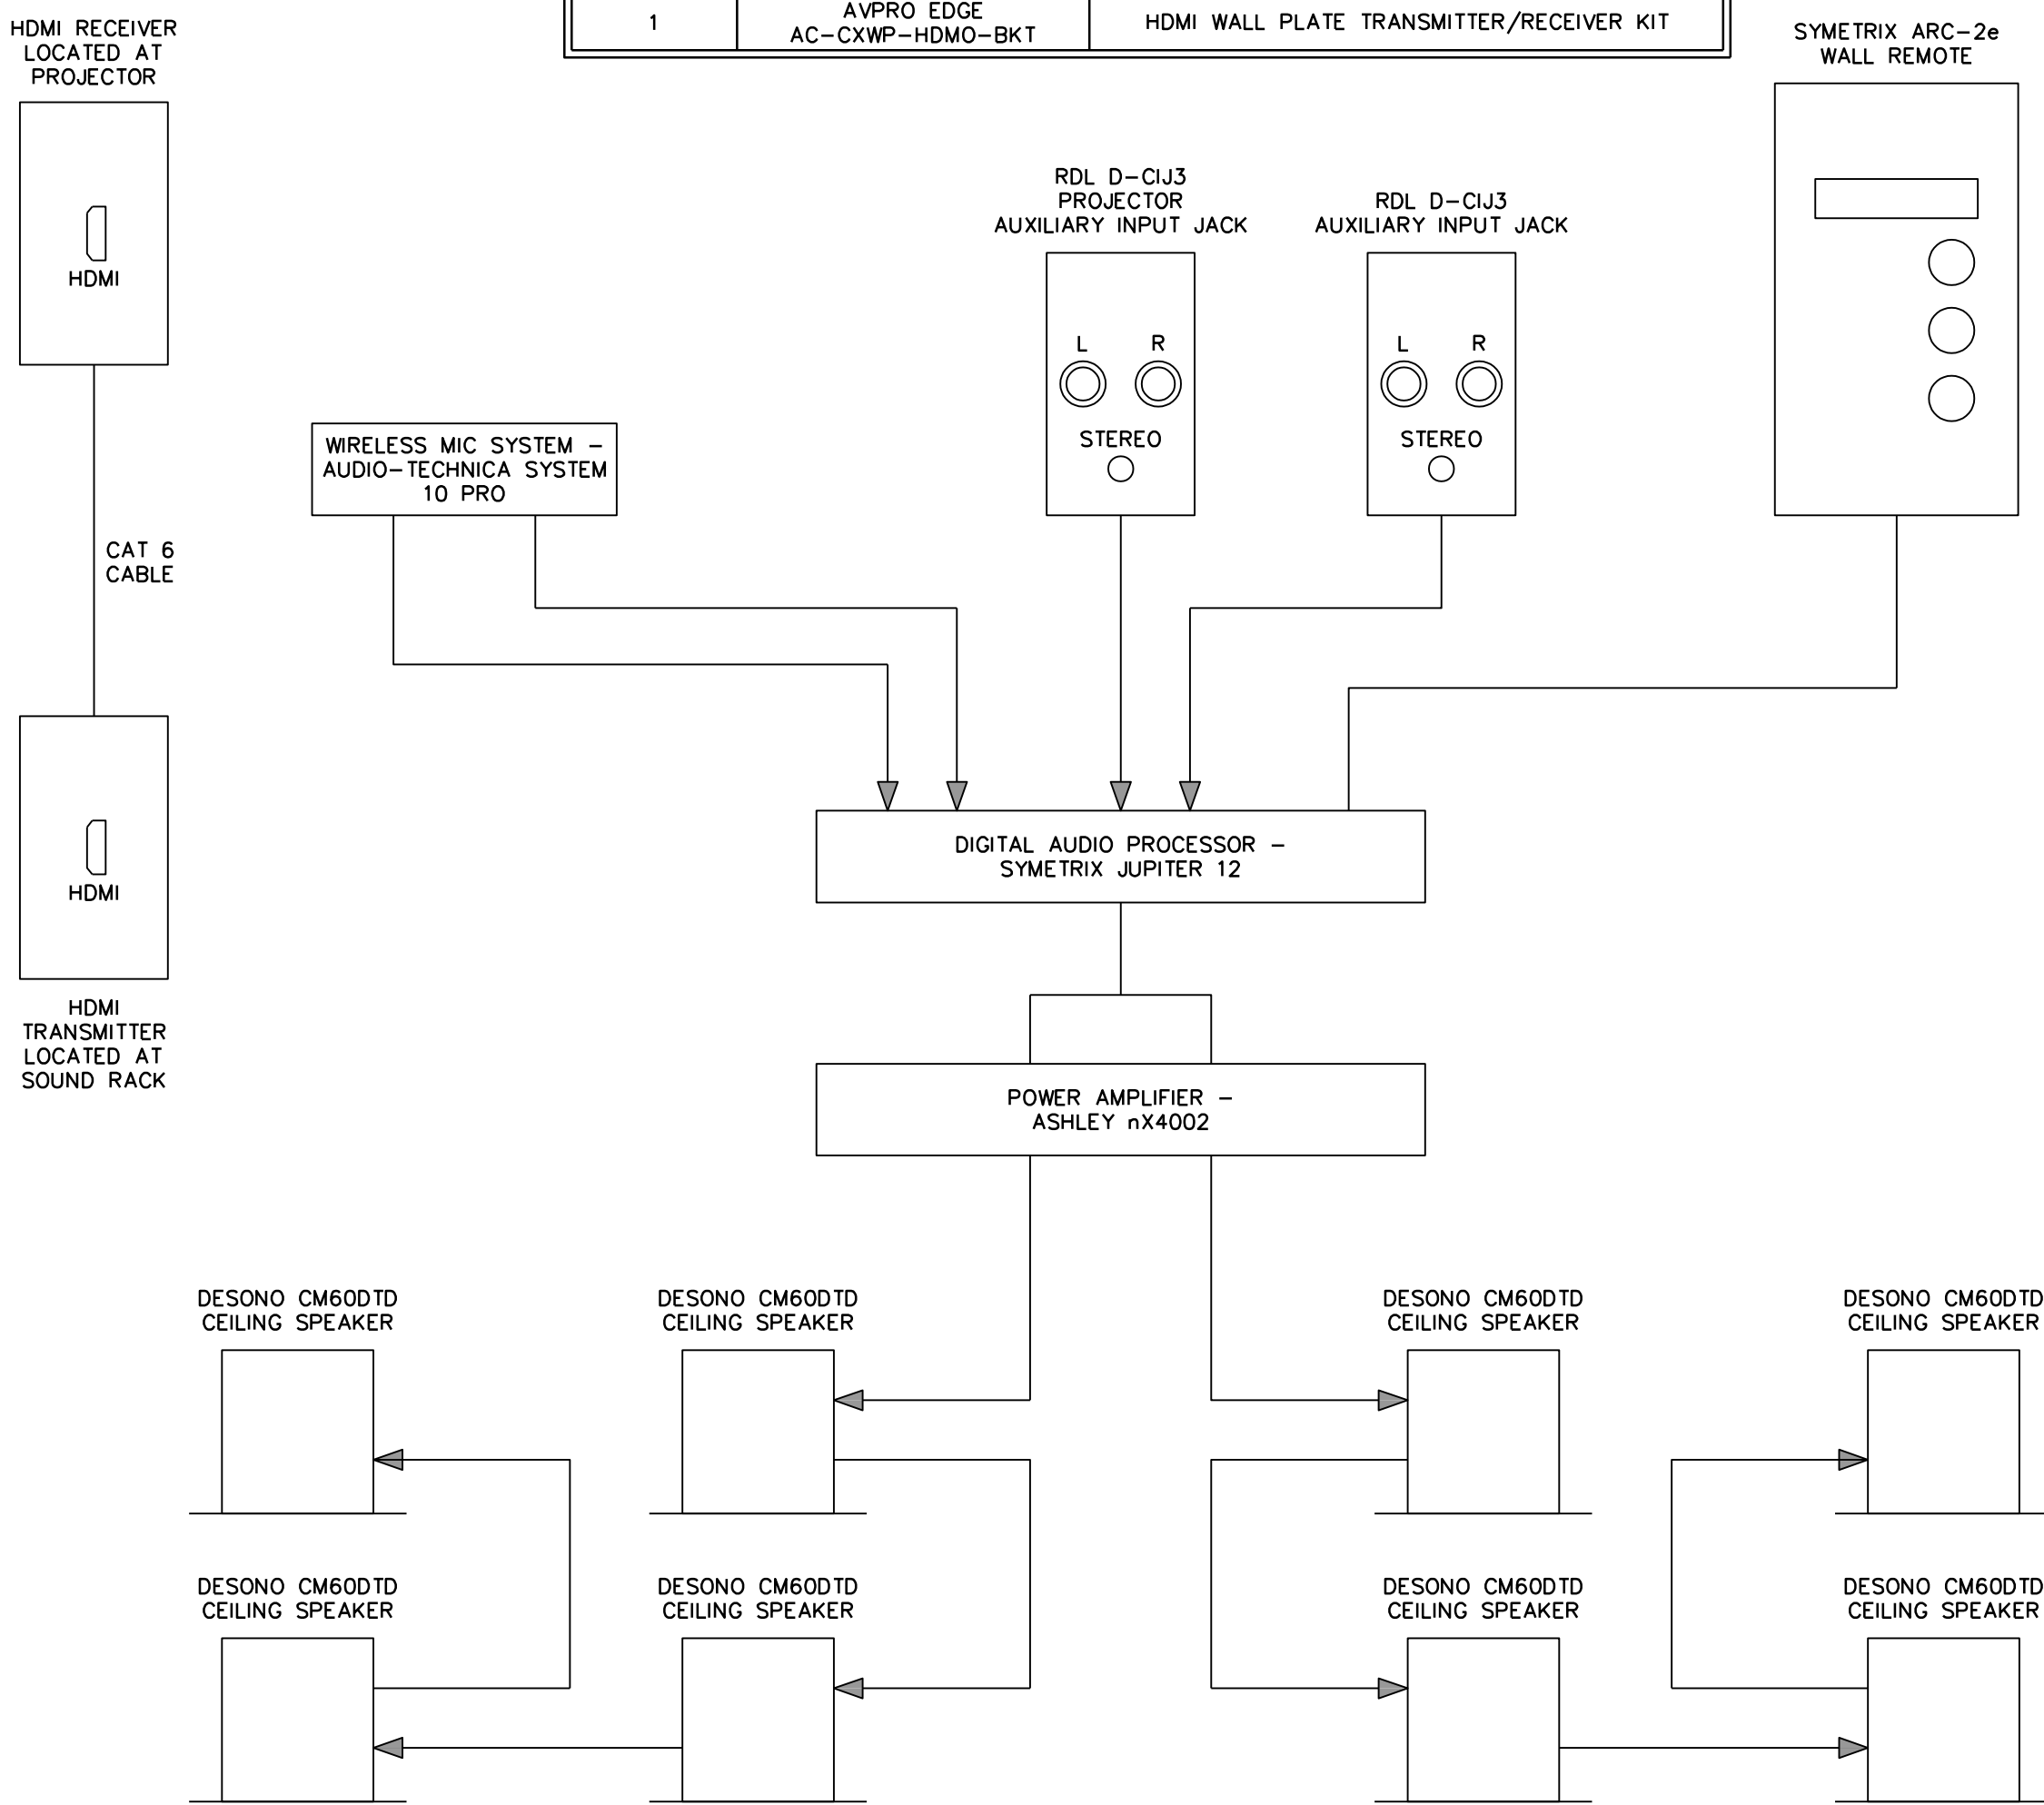 1
AVPRO EDGE
AC-CXWP-HDMO-BKT
HDMI WALL PLATE TRANSMITTER/RECEIVER KIT
HDMI RECEIVER
LOCATED AT
PROJECTOR
HDMI
CAT 6
CABLE
HDMI
HDMI
TRANSMITTER
LOCATED AT
SOUND RACK
WIRELESS MIC SYSTEM -
AUDIO-TECHNICA SYSTEM
10 PRO
RDL D-CIJ3
PROJECTOR
AUXILIARY INPUT JACK
L R
STEREO
RDL D-CIJ3
AUXILIARY INPUT JACK
L R
STEREO
SYMETRIX ARC-2e
WALL REMOTE
DIGITAL AUDIO PROCESSOR -
SYMETRIX JUPITER 12
POWER AMPLIFIER -
ASHLEY nX4002
DESONO CM60DTD
CEILING SPEAKER
DESONO CM60DTD
CEILING SPEAKER
DESONO CM60DTD
CEILING SPEAKER
DESONO CM60DTD
CEILING SPEAKER
DESONO CM60DTD
CEILING SPEAKER
DESONO CM60DTD
CEILING SPEAKER
DESONO CM60DTD
CEILING SPEAKER
DESONO CM60DTD
CEILING SPEAKER